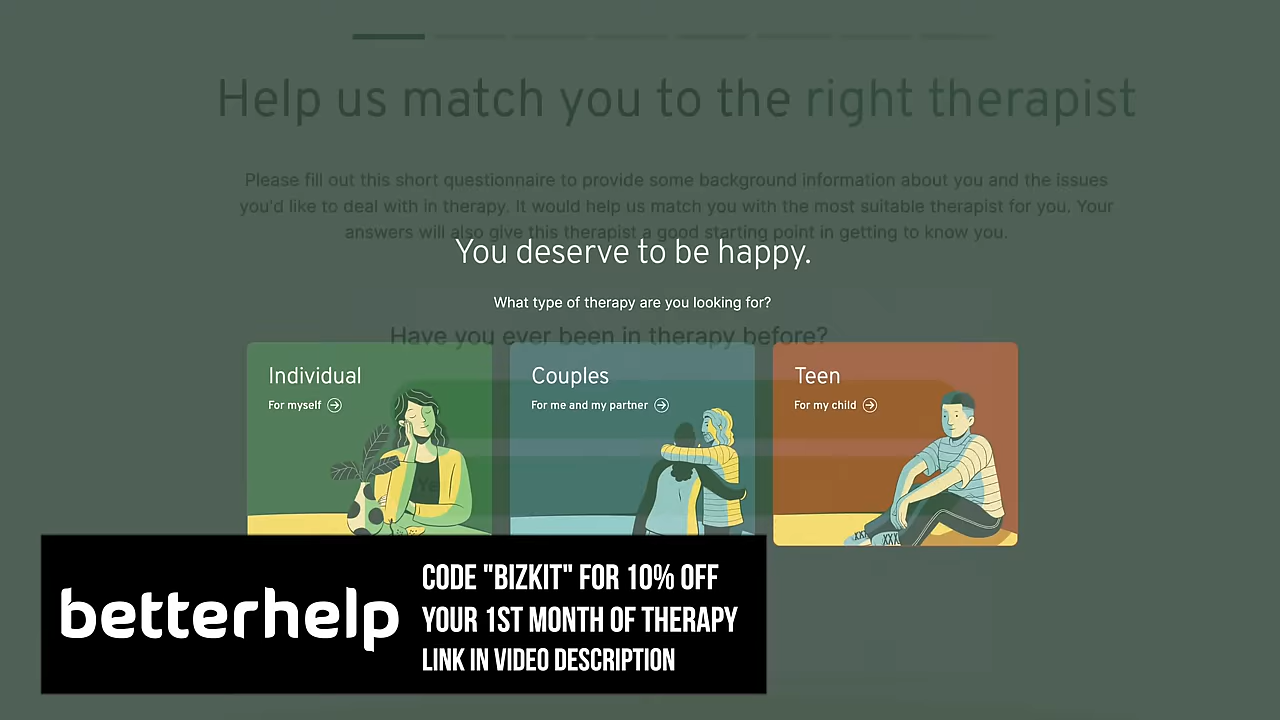 Help us match you to the right therapist
Please fill out this short questionnaire to provide some background information about you and the issues
you'd like to deal with in therapy. It would help us match you with the most suitable therapist for you. Your
answers will also give this therapist a good starting point in getting to know you.
You deserve to be happy.
What type of therapy are you looking for?
Have you ever been in therapy before?
Individual
For myself
Couples
For me and my partner
Teen
For my child
Yes
betterhelp
CODE "BIZKIT" FOR 10% OFF
YOUR 1ST MONTH OF THERAPY
LINK IN VIDEO DESCRIPTION